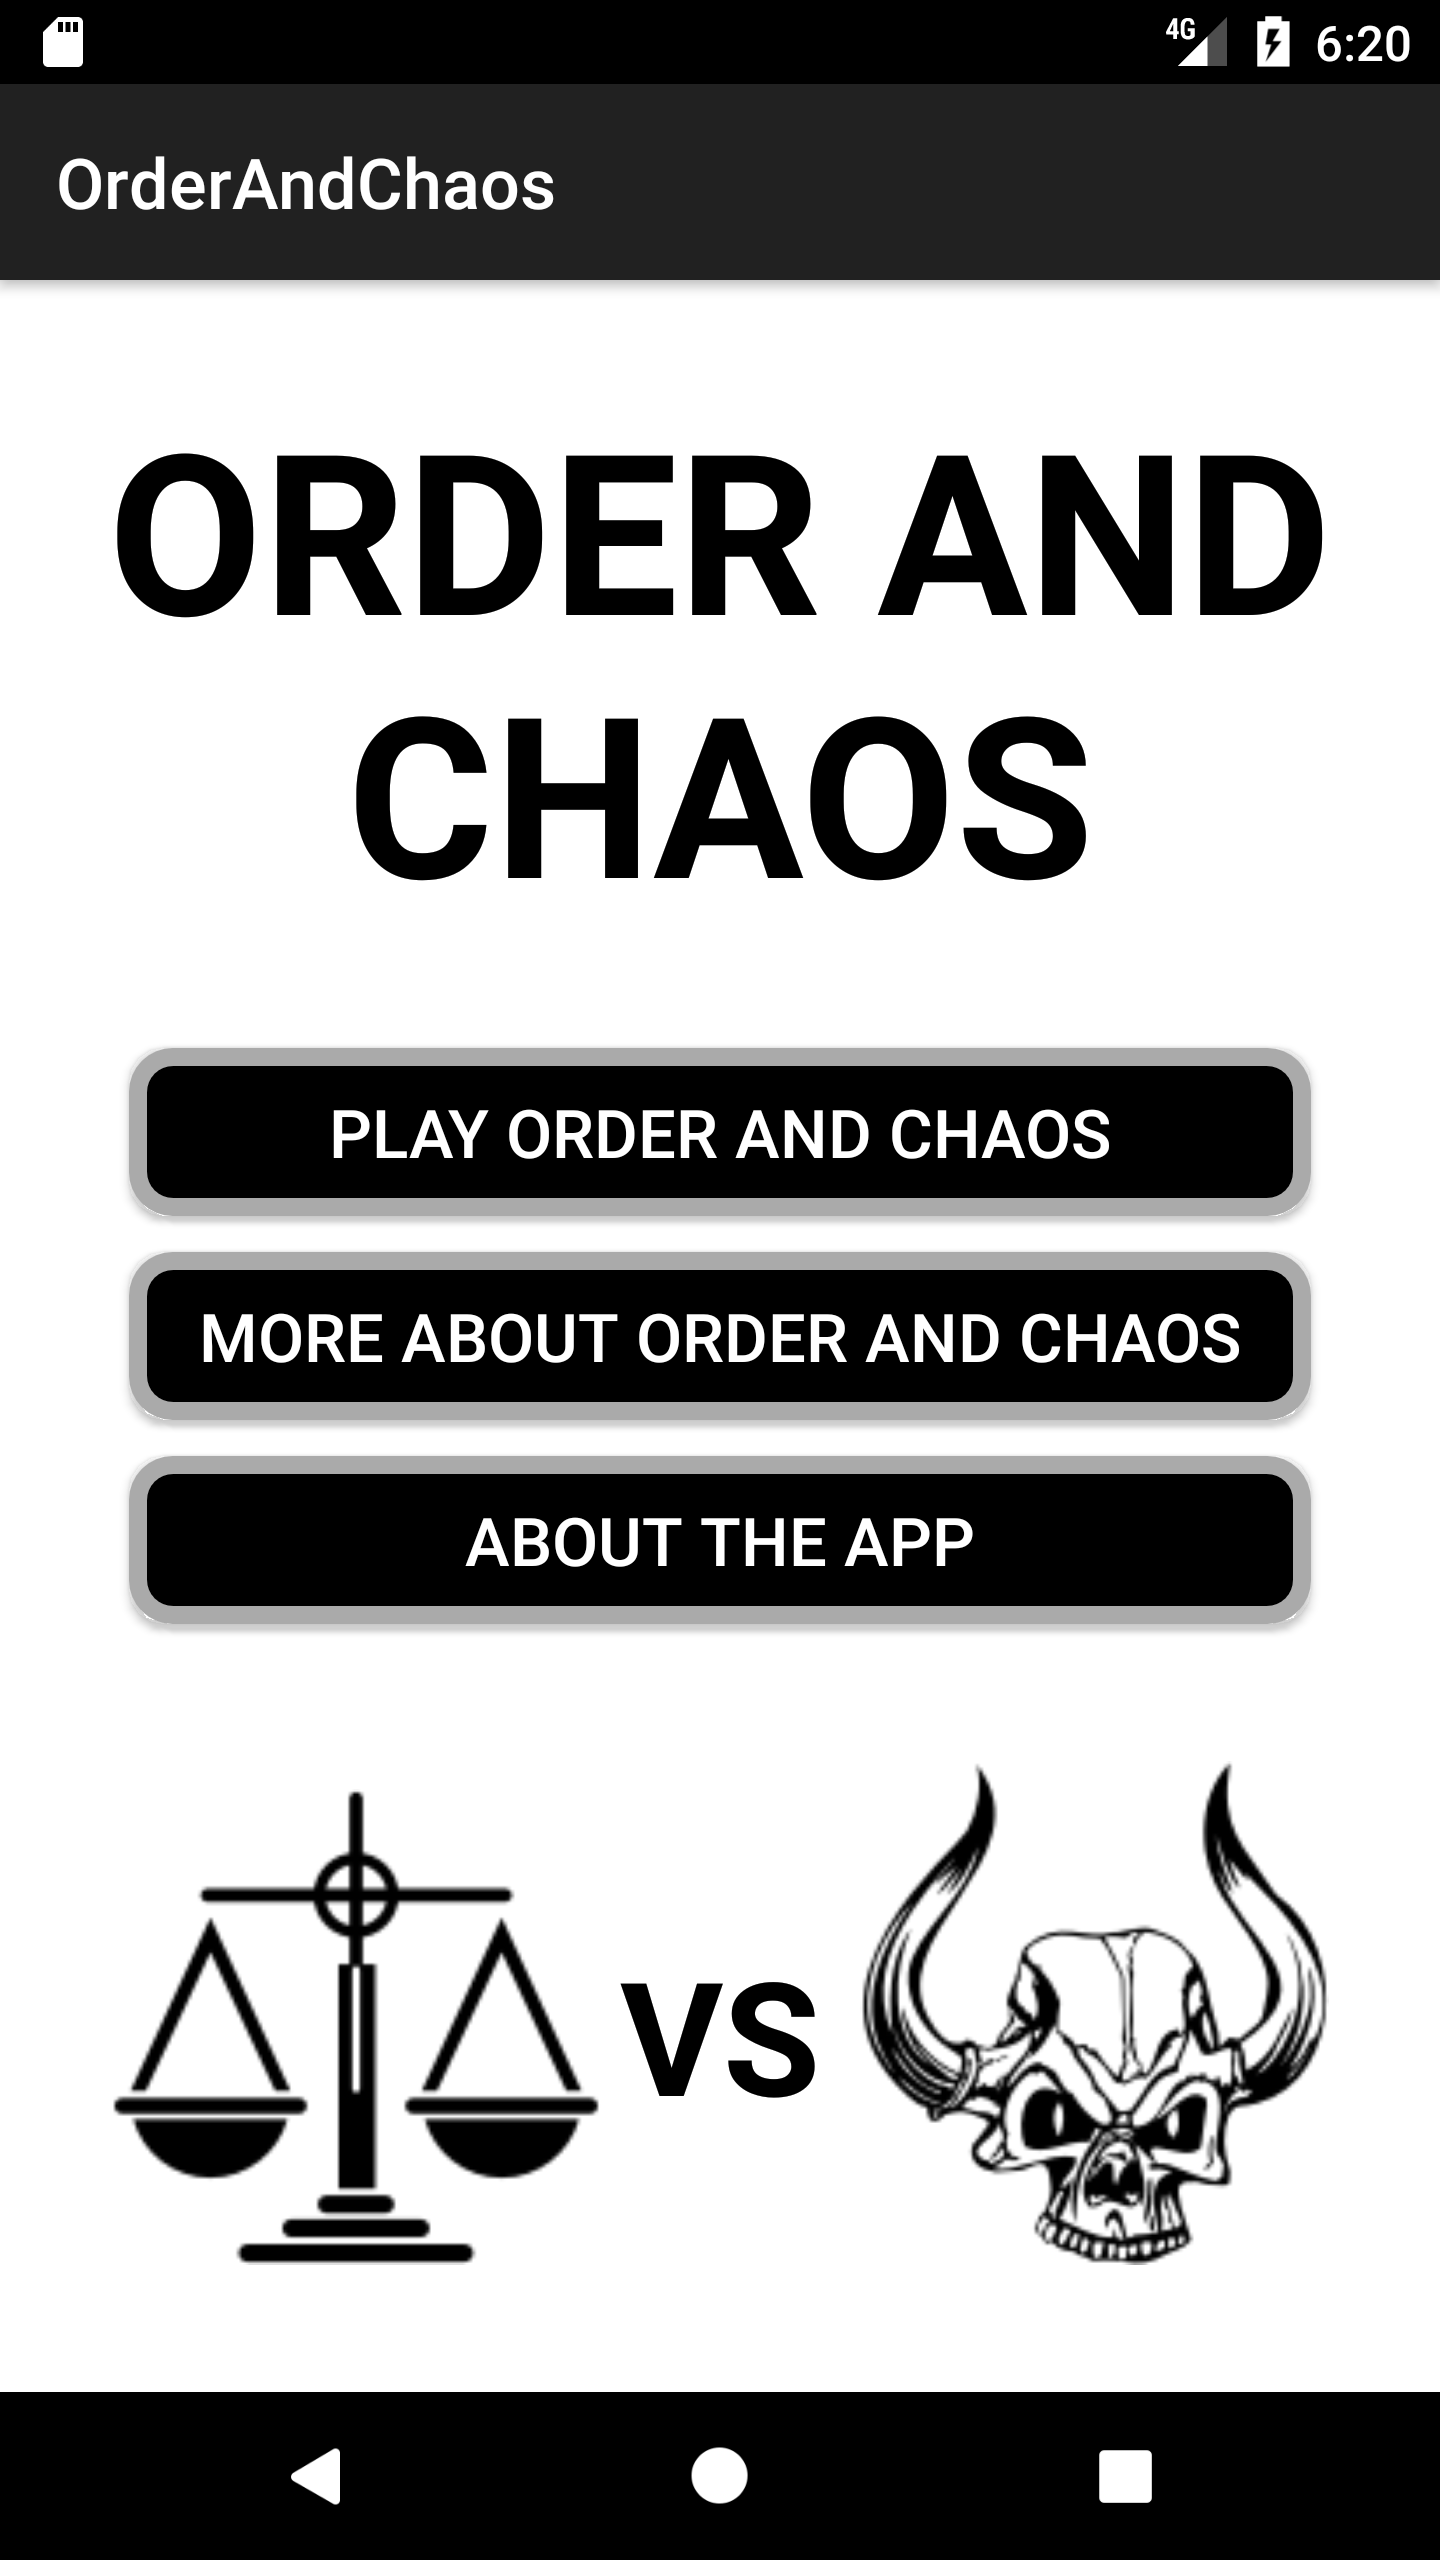 4G 6:20
OrderAndChaos
ORDER AND
CHAOS
PLAY ORDER AND CHAOS
MORE ABOUT ORDER AND CHAOS
ABOUT THE APP
VS